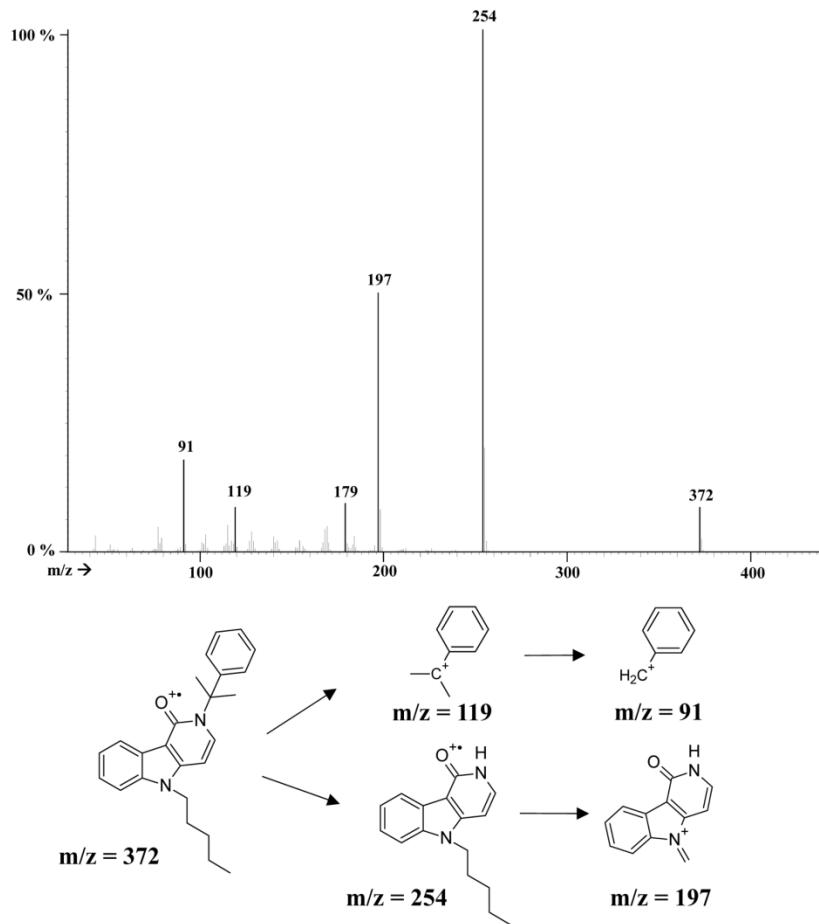 254
100 %
197
50 %
91
119
179
372
0 %
m/z → 100 200 300 400
O+•
N
N
m/z = 372
C+
m/z = 119
H2C+
m/z = 91
O+•
H
N
N
m/z = 254
O
H
N
N+
m/z = 197